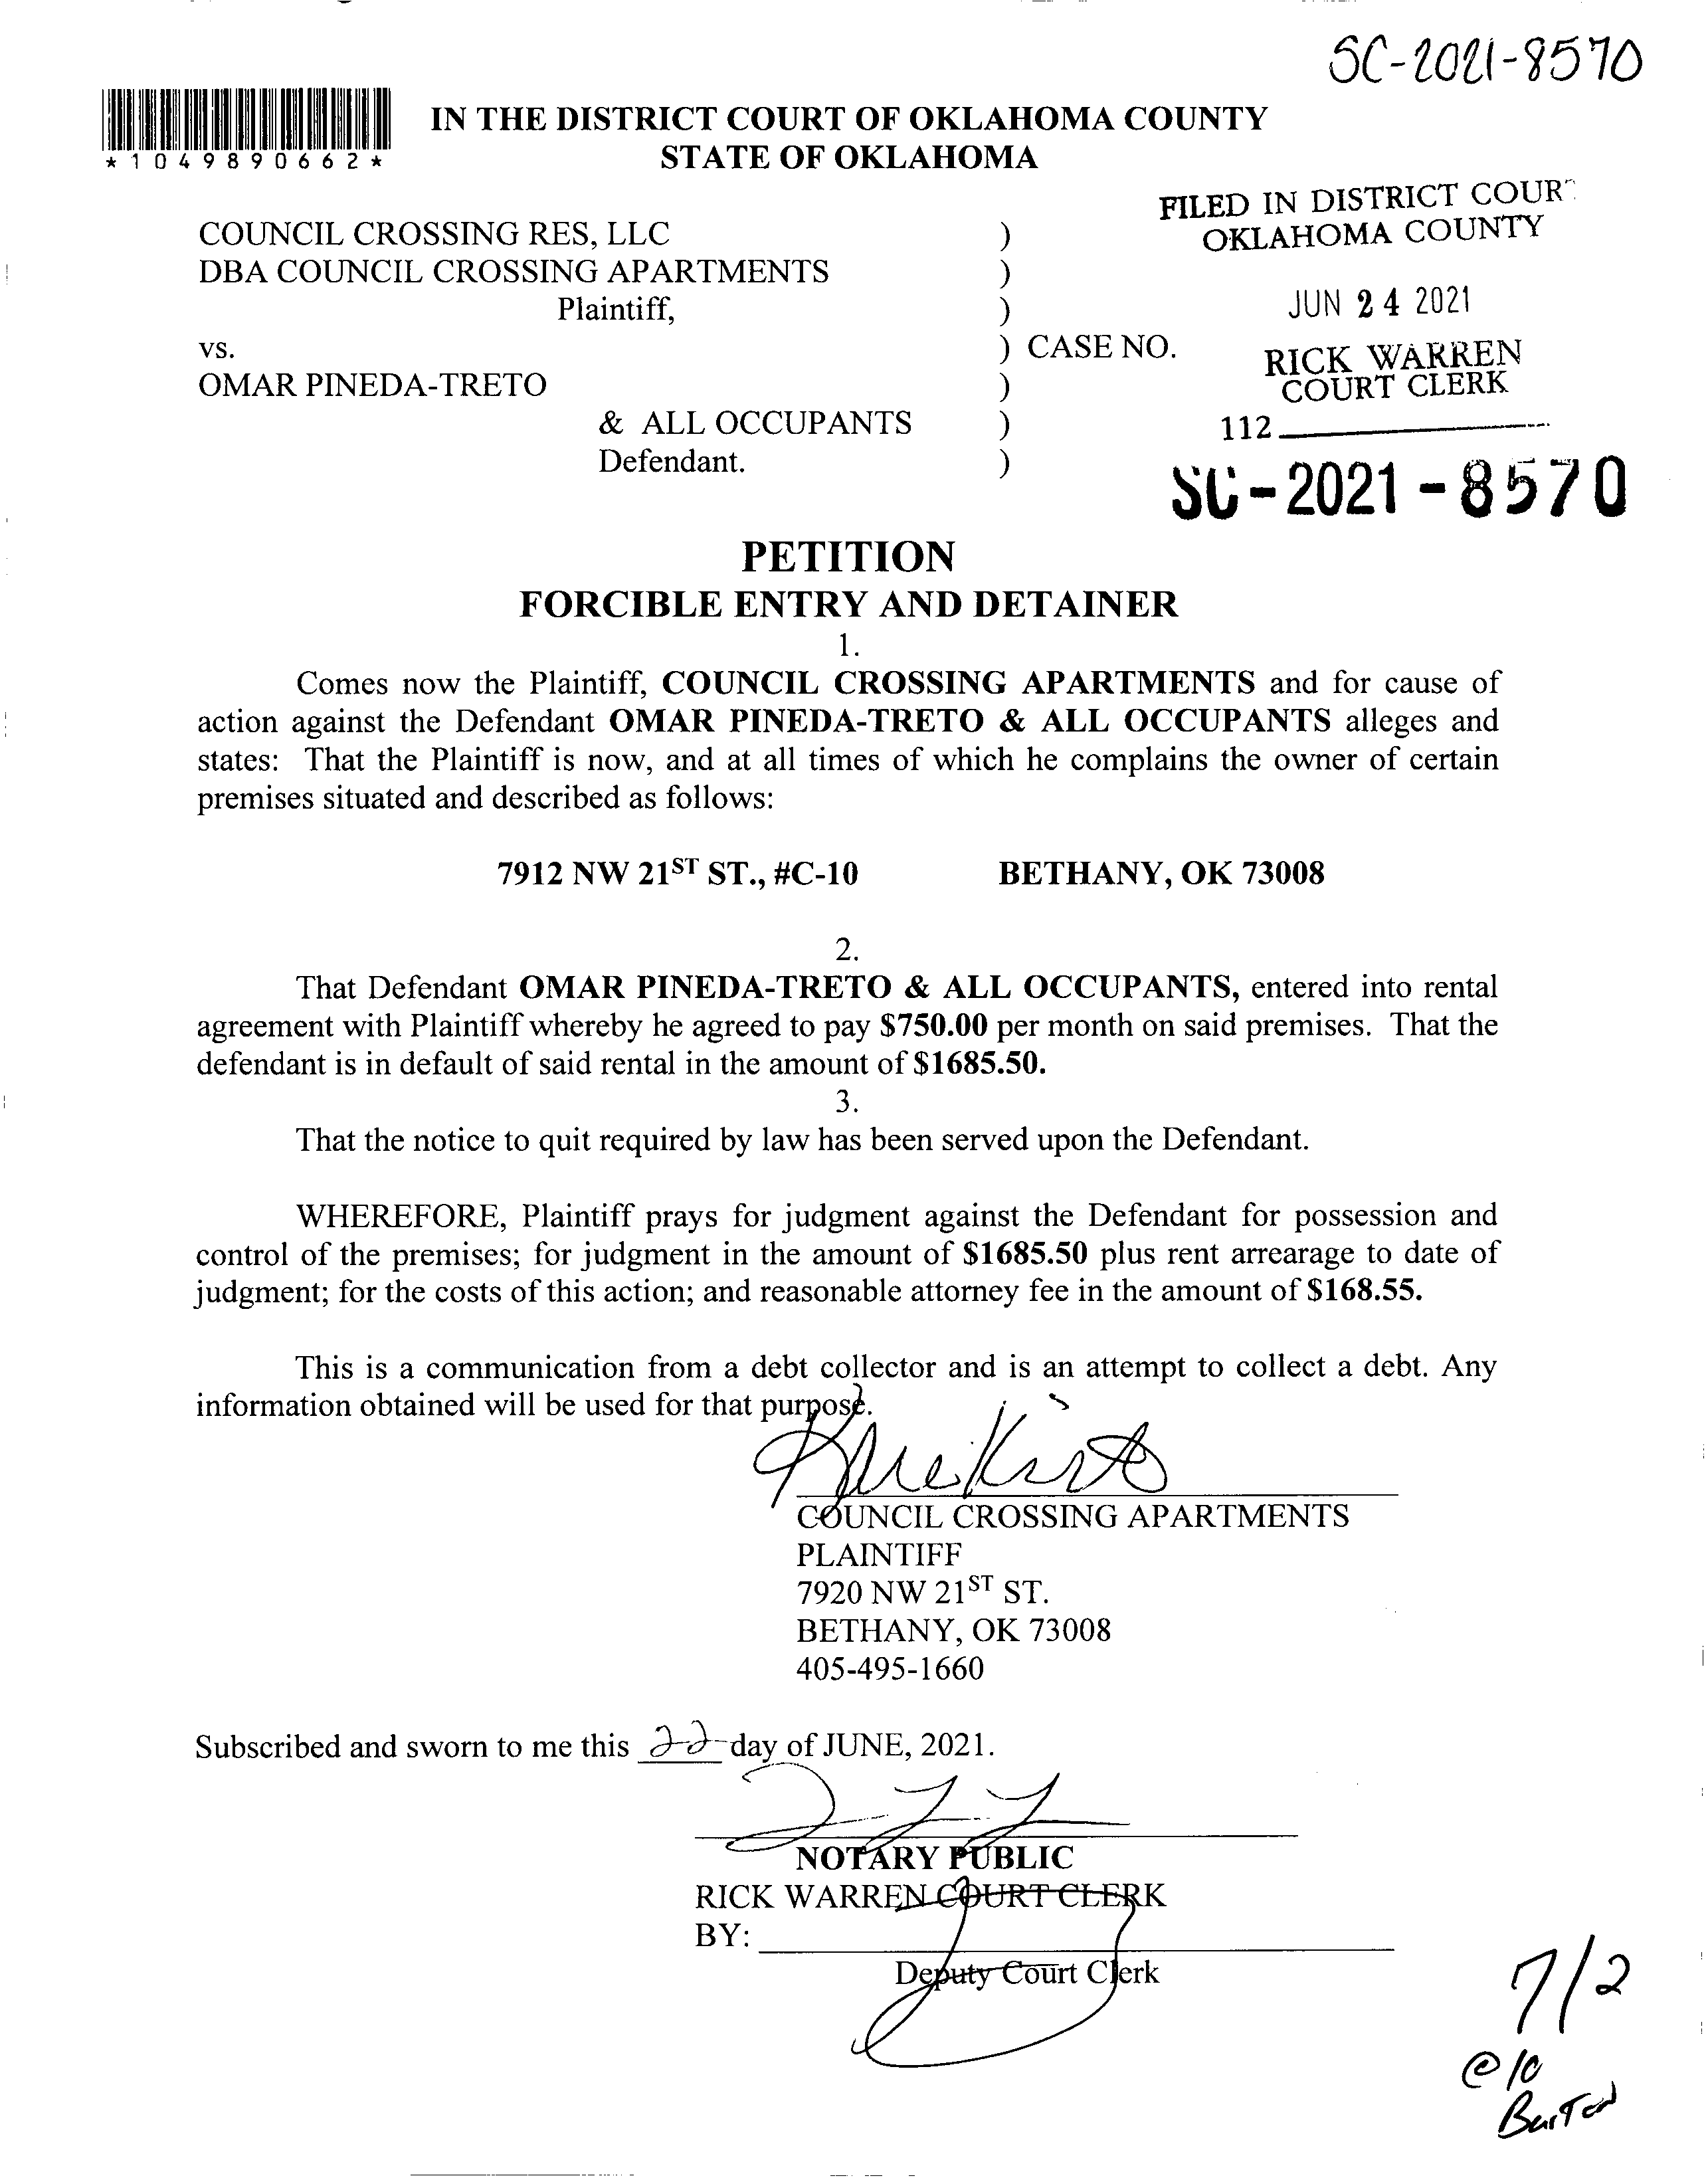 SC-2021-8570
*1049890662*
IN THE DISTRICT COURT OF OKLAHOMA COUNTY
STATE OF OKLAHOMA
FILED IN DISTRICT COURT
OKLAHOMA COUNTY
JUN 24 2021
RICK WARREN
COURT CLERK
112
SC-2021-8570
COUNCIL CROSSING RES, LLC )
DBA COUNCIL CROSSING APARTMENTS )
Plaintiff, )
vs. ) CASE NO.
OMAR PINEDA-TRETO )
& ALL OCCUPANTS )
Defendant. )
PETITION
FORCIBLE ENTRY AND DETAINER
1.
Comes now the Plaintiff, COUNCIL CROSSING APARTMENTS and for cause of
action against the Defendant OMAR PINEDA-TRETO & ALL OCCUPANTS alleges and
states: That the Plaintiff is now, and at all times of which he complains the owner of certain
premises situated and described as follows:
7912 NW 21ST ST., #C-10 BETHANY, OK 73008
2.
That Defendant OMAR PINEDA-TRETO & ALL OCCUPANTS, entered into rental
agreement with Plaintiff whereby he agreed to pay $750.00 per month on said premises. That the
defendant is in default of said rental in the amount of $1685.50.
3.
That the notice to quit required by law has been served upon the Defendant.
WHEREFORE, Plaintiff prays for judgment against the Defendant for possession and
control of the premises; for judgment in the amount of $1685.50 plus rent arrearage to date of
judgment; for the costs of this action; and reasonable attorney fee in the amount of $168.55.
This is a communication from a debt collector and is an attempt to collect a debt. Any
information obtained will be used for that purpose.
COUNCIL CROSSING APARTMENTS
PLAINTIFF
7920 NW 21ST ST.
BETHANY, OK 73008
405-495-1660
Subscribed and sworn to me this 22 day of JUNE, 2021.
NOTARY PUBLIC
RICK WARREN COURT CLERK
BY:
Deputy Court Clerk
7/2
@ 10